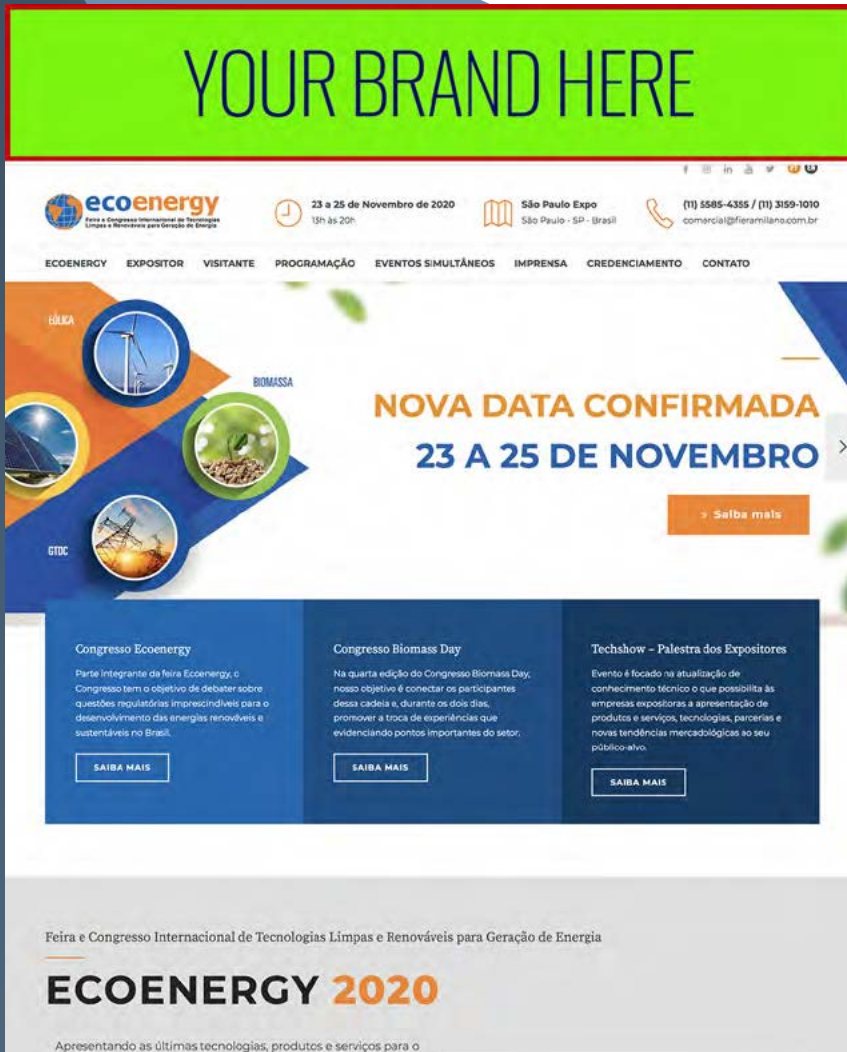 YOUR BRAND HERE
ecoenergy
Feira e Congresso Internacional de Tecnologias
Limpas e Renováveis para Geração de Energia
23 a 25 de Novembro de 2020
13h às 20h
São Paulo Expo
São Paulo - SP - Brasil
(11) 5585-4355 / (11) 3159-1010
comercial@fieramilano.com.br
ECOENERGY EXPOSITOR VISITANTE PROGRAMAÇÃO EVENTOS SIMULTÂNEOS IMPRENSA CREDENCIAMENTO CONTATO
EÓLICA
BIOMASSA
GTDC
NOVA DATA CONFIRMADA
23 A 25 DE NOVEMBRO
» Saiba mais
Congresso Ecoenergy
Parte integrante da feira Ecoenergy, o
Congresso tem o objetivo de debater sobre
questões regulatórias imprescindíveis para o
desenvolvimento das energias renováveis e
sustentáveis no Brasil.
SAIBA MAIS
Congresso Biomass Day
Na quarta edição do Congresso Biomass Day,
nosso objetivo é conectar os participantes
dessa cadeia e, durante os dois dias,
promover a troca de experiências que
evidenciando pontos importantes do setor.
SAIBA MAIS
Techshow – Palestra dos Expositores
Evento é focado na atualização de
conhecimento técnico o que possibilita às
empresas expositoras a apresentação de
produtos e serviços, tecnologias, parcerias e
novas tendências mercadológicas ao seu
público-alvo.
SAIBA MAIS
Feira e Congresso Internacional de Tecnologias Limpas e Renováveis para Geração de Energia
ECOENERGY 2020
Apresentando as últimas tecnologias, produtos e serviços para o